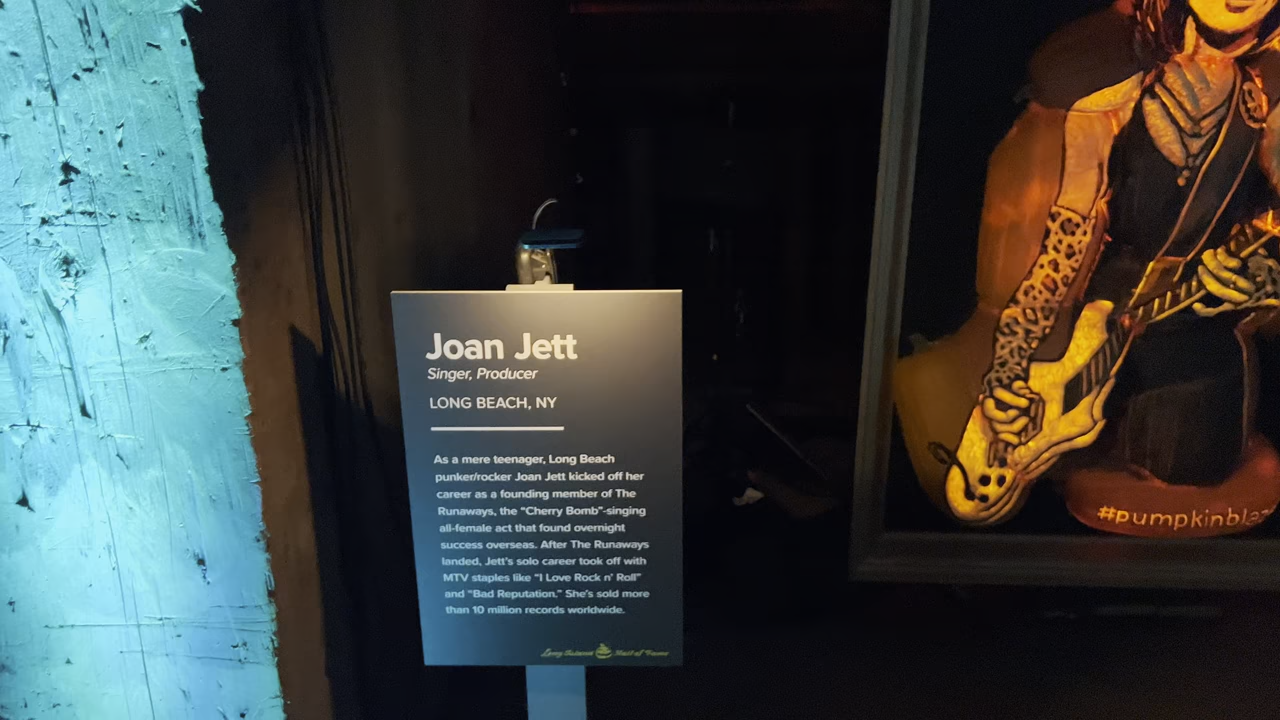 Joan Jett
Singer, Producer
LONG BEACH, NY
As a mere teenager, Long Beach
punker/rocker Joan Jett kicked off her
career as a founding member of The
Runaways, the “Cherry Bomb”-singing
all-female act that found overnight
success overseas. After The Runaways
landed, Jett's solo career took off with
MTV staples like “I Love Rock n' Roll”
and “Bad Reputation.” She's sold more
than 10 million records worldwide.
Long Island Hall of Fame
#pumpkinblaz